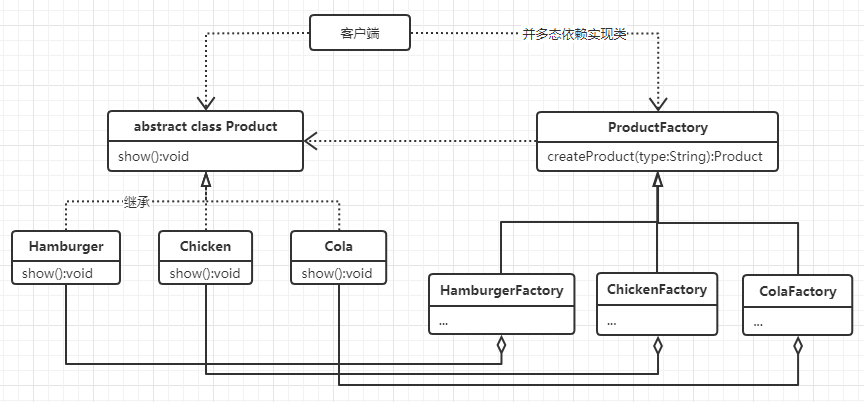 客户端
并多态依赖实现类
abstract class Product
show():void
ProductFactory
createProduct(type:String):Product
继承
Hamburger
show():void
Chicken
show():void
Cola
show():void
HamburgerFactory
...
ChickenFactory
...
ColaFactory
...